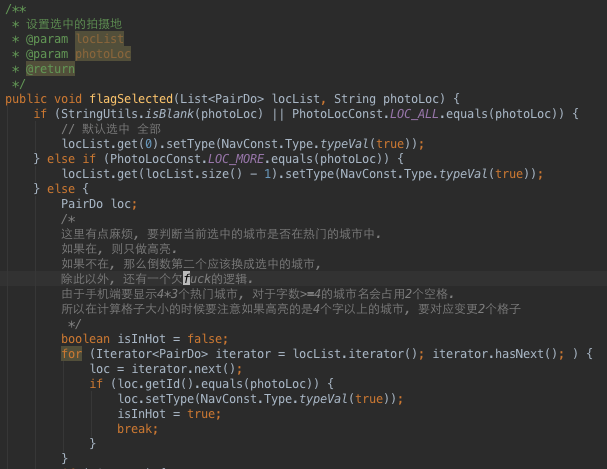 /**
 * 设置选中的拍摄地
 * @param locList
 * @param photoLoc
 * @return
 */
public void flagSelected(List<PairDo> locList, String photoLoc) {
    if (StringUtils.isBlank(photoLoc) || PhotoLocConst.LOC_ALL.equals(photoLoc)) {
        // 默认选中 全部
        locList.get(0).setType(NavConst.Type.typeVal(true));
    } else if (PhotoLocConst.LOC_MORE.equals(photoLoc)) {
        locList.get(locList.size() - 1).setType(NavConst.Type.typeVal(true));
    } else {
        PairDo loc;
        /*
        这里有点麻烦, 要判断当前选中的城市是否在热门的城市中.
        如果在, 则只做高亮.
        如果不在, 那么倒数第二个应该换成选中的城市,
        除此以外, 还有一个欠fuck的逻辑.
        由于手机端要显示4*3个热门城市, 对于字数>=4的城市名会占用2个空格.
        所以在计算格子大小的时候要注意如果高亮的是4个字以上的城市, 要对应变更2个格子
         */
        boolean isInHot = false;
        for (Iterator<PairDo> iterator = locList.iterator(); iterator.hasNext(); ) {
            loc = iterator.next();
            if (loc.getId().equals(photoLoc)) {
                loc.setType(NavConst.Type.typeVal(true));
                isInHot = true;
                break;
            }
        }